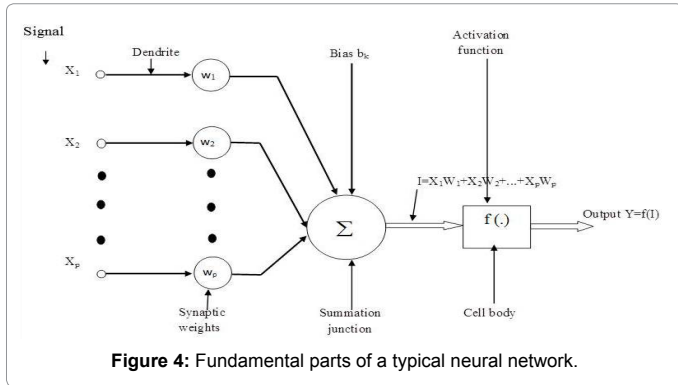 Signal
Dendrite
Bias bₖ
Activation
function
X₁
w₁
X₂
w₂
I=X₁W₁+X₂W₂+...+XₚWₚ
Σ
f (.)
Output Y=f(I)
Xₚ
wₚ
Synaptic
weights
Summation
junction
Cell body
Figure 4: Fundamental parts of a typical neural network.